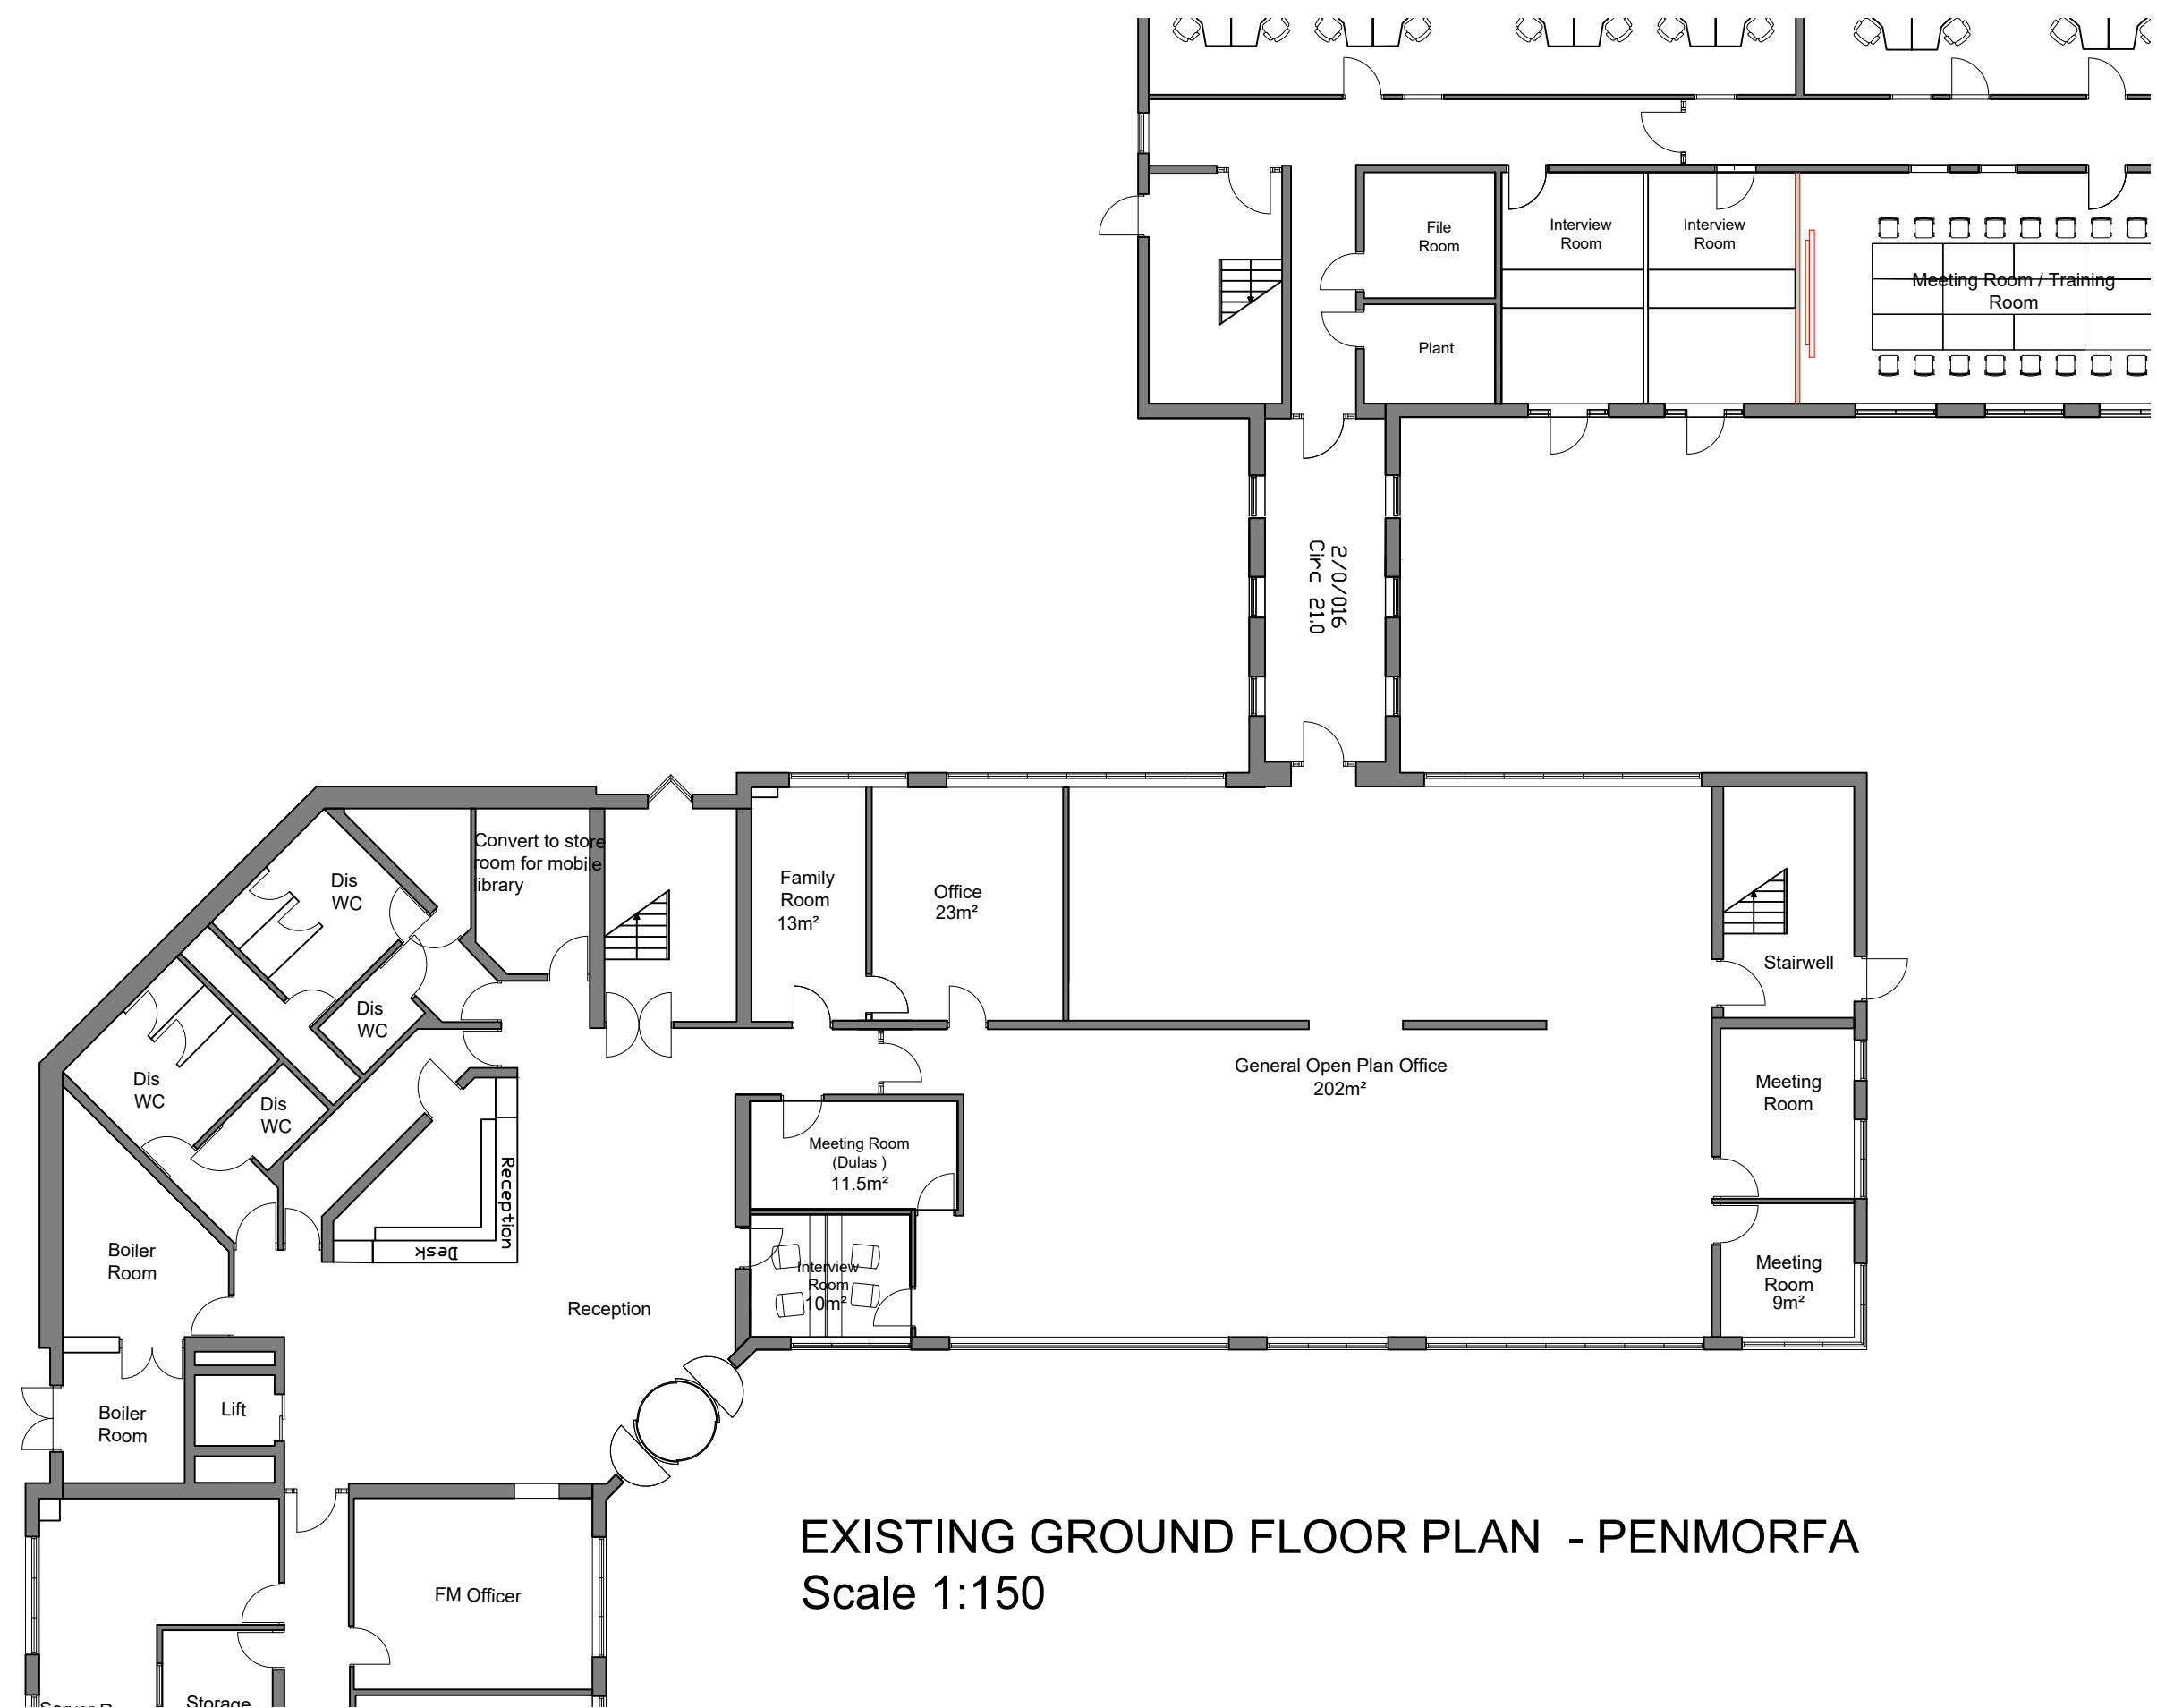 File
Room
Interview
Room
Interview
Room
Meeting Room / Training
Room
Plant
2/0/016
Circ 21.0
Convert to store
room for mobile
library
Dis
WC
Family
Room
13m²
Office
23m²
Stairwell
Dis
WC
General Open Plan Office
202m²
Dis
WC
Dis
WC
Meeting
Room
Meeting Room
(Dulas )
11.5m²
Reception
Desk
Boiler
Room
Interview
Room
10m²
Meeting
Room
9m²
Reception
Lift
Boiler
Room
EXISTING GROUND FLOOR PLAN - PENMORFA
Scale 1:150
FM Officer
Storage
Server